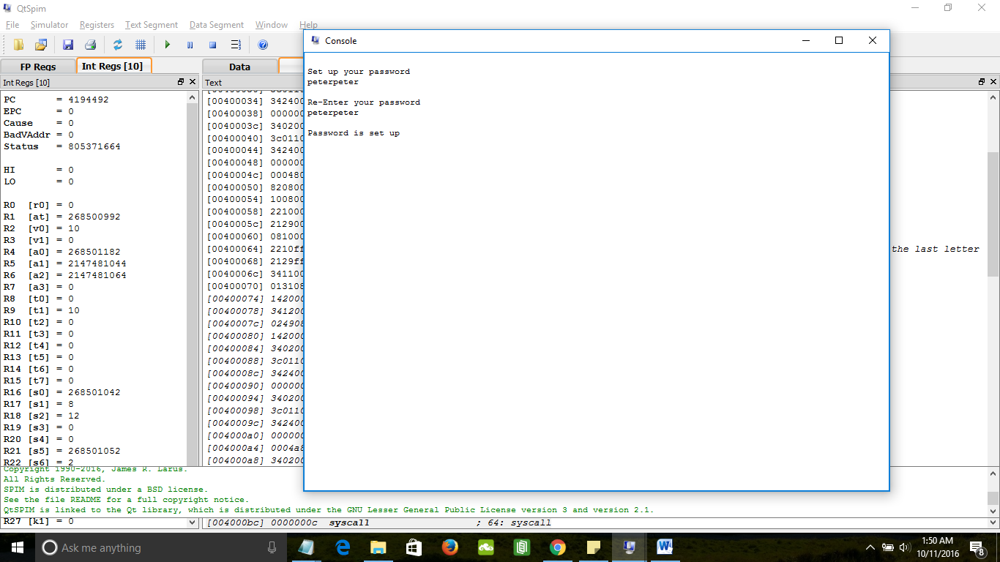 QtSpim
File Simulator Registers Text Segment Data Segment Window Help
FP Regs Int Regs [10] Data
Int Regs [10] Text
PC = 4194492
EPC = 0
Cause = 0
BadVAddr = 0
Status = 805371664
HI = 0
LO = 0
R0 [r0] = 0
R1 [at] = 268500992
R2 [v0] = 10
R3 [v1] = 0
R4 [a0] = 268501182
R5 [a1] = 2147481044
R6 [a2] = 2147481064
R7 [a3] = 0
R8 [t0] = 0
R9 [t1] = 10
R10 [t2] = 0
R11 [t3] = 0
R12 [t4] = 0
R13 [t5] = 0
R14 [t6] = 0
R15 [t7] = 0
R16 [s0] = 268501042
R17 [s1] = 8
R18 [s2] = 12
R19 [s3] = 0
R20 [s4] = 0
R21 [s5] = 268501052
R22 [s6] = 2
[00400034] 342400
[00400038] 000000
[0040003c] 340200
[00400040] 3c0110
[00400044] 342400
[00400048] 000000
[0040004c] 000480
[00400050] 820800
[00400054] 100800
[00400058] 221000
[0040005c] 212900
[00400060] 081000
[00400064] 2210ff the last letter
[00400068] 2129ff
[0040006c] 341100
[00400070] 013108
[00400074] 142000
[00400078] 341200
[0040007c] 024908
[00400080] 142000
[00400084] 340200
[00400088] 3c0110
[0040008c] 342400
[00400090] 000000
[00400094] 340200
[00400098] 3c0110
[0040009c] 342400
[004000a0] 000000
[004000a4] 0004a8
[004000a8] 340200
Console
Set up your password
peterpeter
Re-Enter your password
peterpeter
Password is set up
Copyright 1990-2016, James R. Larus.
All Rights Reserved.
SPIM is distributed under a BSD license.
See the file README for a full copyright notice.
QtSPIM is linked to the Qt library, which is distributed under the GNU Lesser General Public License version 3 and version 2.1.
R27 [k1] = 0 [004000bc] 0000000c syscall ; 64: syscall
Ask me anything
1:50 AM
10/11/2016
8